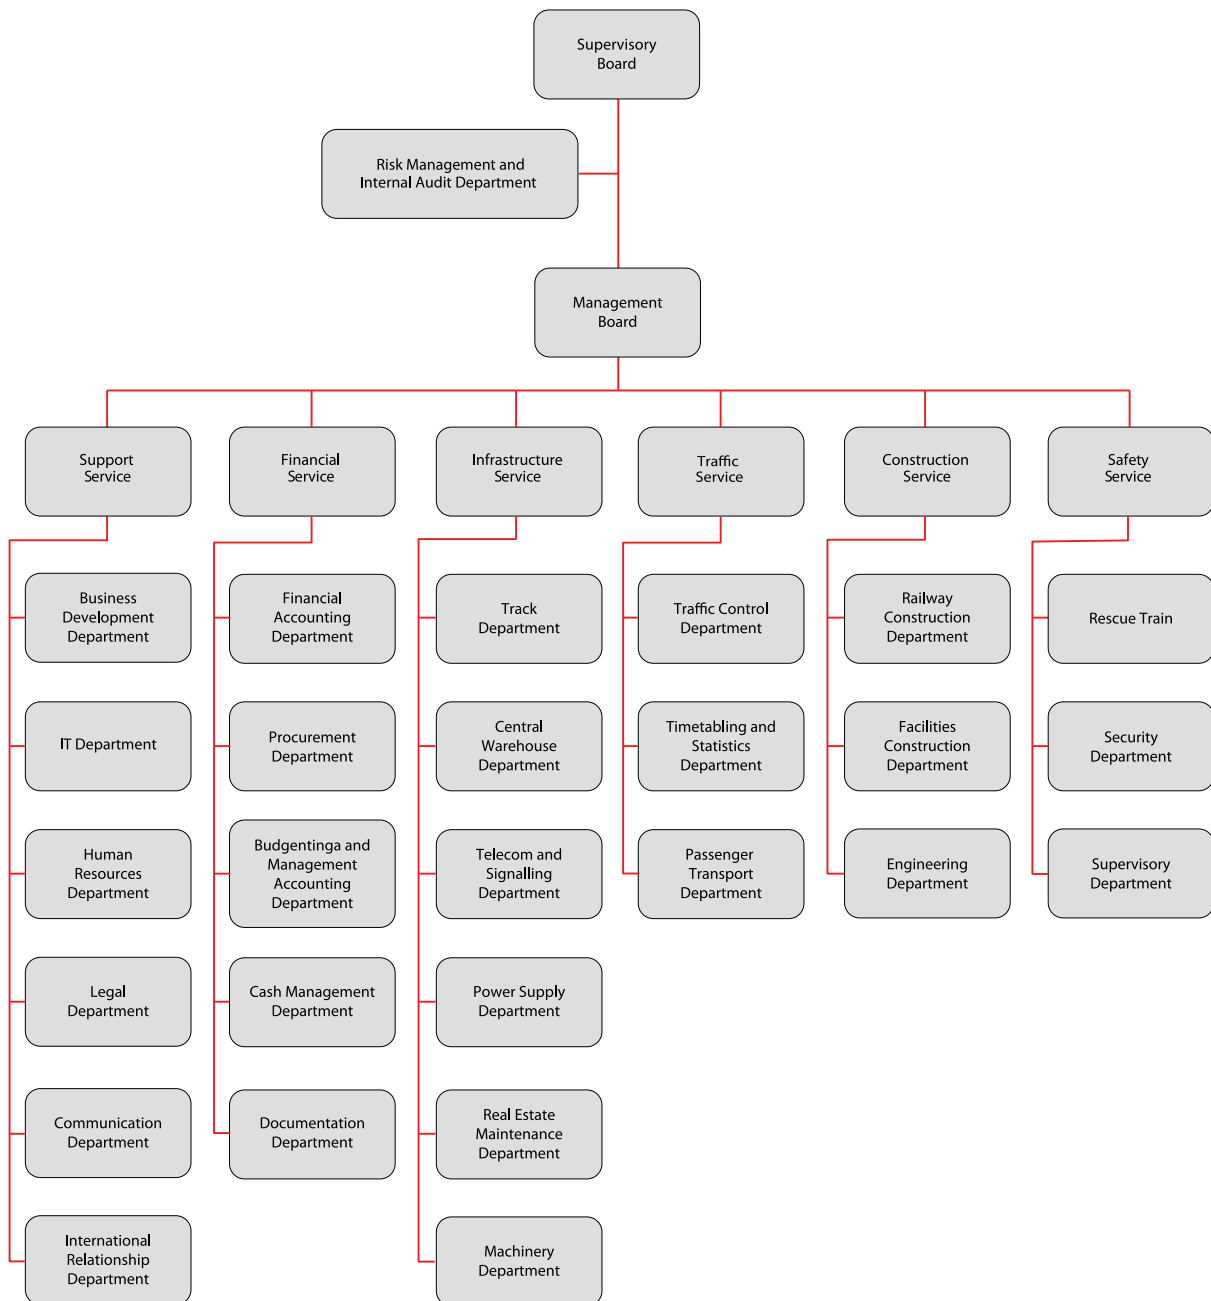 Supervisory
Board
Risk Management and
Internal Audit Department
Management
Board
Support
Service
Financial
Service
Infrastructure
Service
Traffic
Service
Construction
Service
Safety
Service
Business
Development
Department
IT Department
Human
Resources
Department
Legal
Department
Communication
Department
International
Relationship
Department
Financial
Accounting
Department
Procurement
Department
Budgentinga and
Management
Accounting
Department
Cash Management
Department
Documentation
Department
Track
Department
Central
Warehouse
Department
Telecom and
Signalling
Department
Power Supply
Department
Real Estate
Maintenance
Department
Machinery
Department
Traffic Control
Department
Timetabling and
Statistics
Department
Passenger
Transport
Department
Railway
Construction
Department
Facilities
Construction
Department
Engineering
Department
Rescue Train
Security
Department
Supervisory
Department